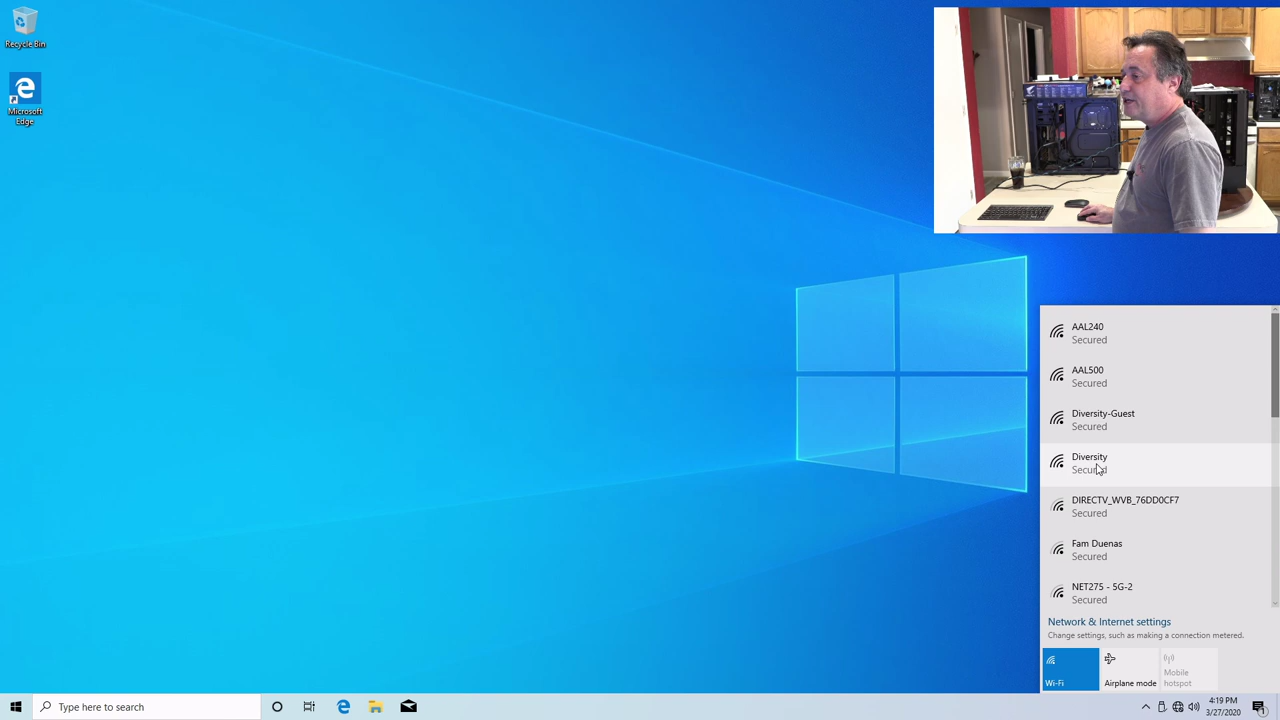 Recycle Bin
Microsoft
Edge
AAL240
Secured
AAL500
Secured
Diversity-Guest
Secured
Diversity
Secured
DIRECTV_WVB_76DD0CF7
Secured
Fam Duenas
Secured
NET275 - 5G-2
Secured
Network & Internet settings
Change settings, such as making a connection metered.
Wi-Fi
Airplane mode
Mobile
hotspot
Type here to search
4:19 PM
3/27/2020
1